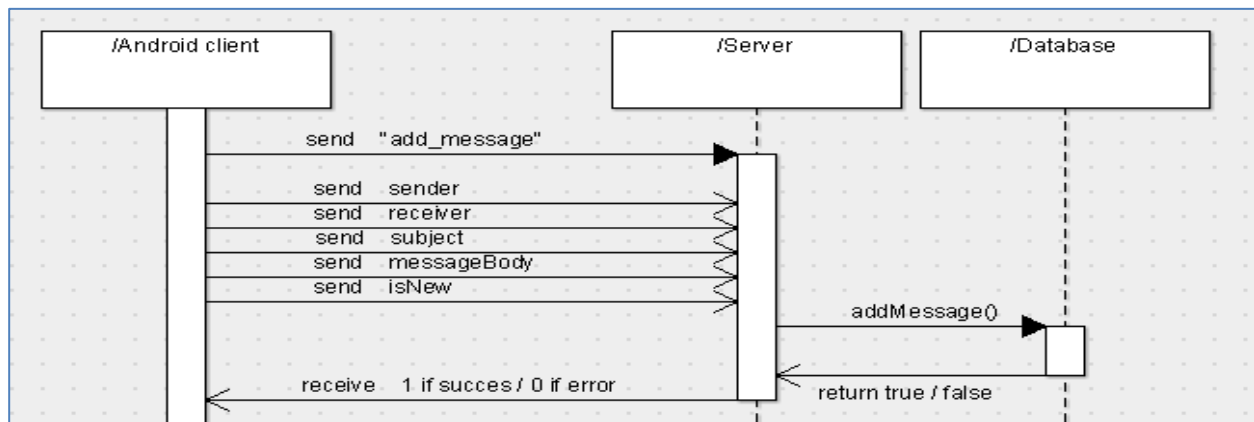 /Android client
/Server
/Database
send "add_message"
send sender
send receiver
send subject
send messageBody
send isNew
addMessage()
receive 1 if succes / 0 if error
return true / false